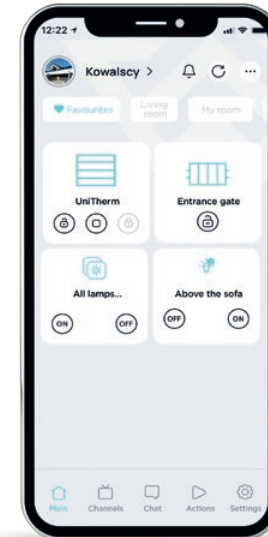 12:22
Kowalscy >
Favourites
Living
room
My room
UniTherm
Entrance gate
All lamps...
Above the sofa
ON
OFF
OFF
ON
Main
Channels
Chat
Actions
Settings